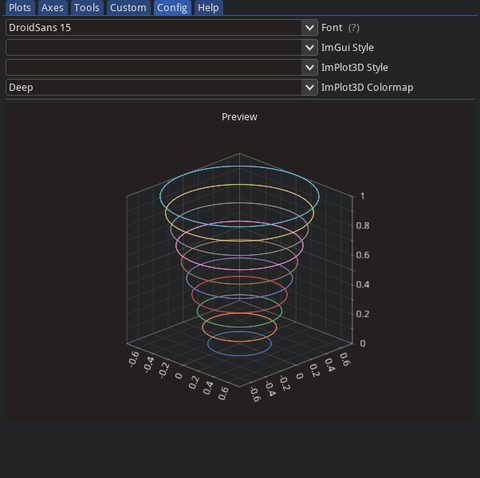 Plots Axes Tools Custom Config Help
DroidSans 15 Font (?)
ImGui Style
ImPlot3D Style
Deep ImPlot3D Colormap
Preview
1
0.8
0.6
0.4
0.2
0
-0.6 -0.4 -0.2 0 0.2 0.4 0.6
-0.6 -0.4 -0.2 0 0.2 0.4 0.6